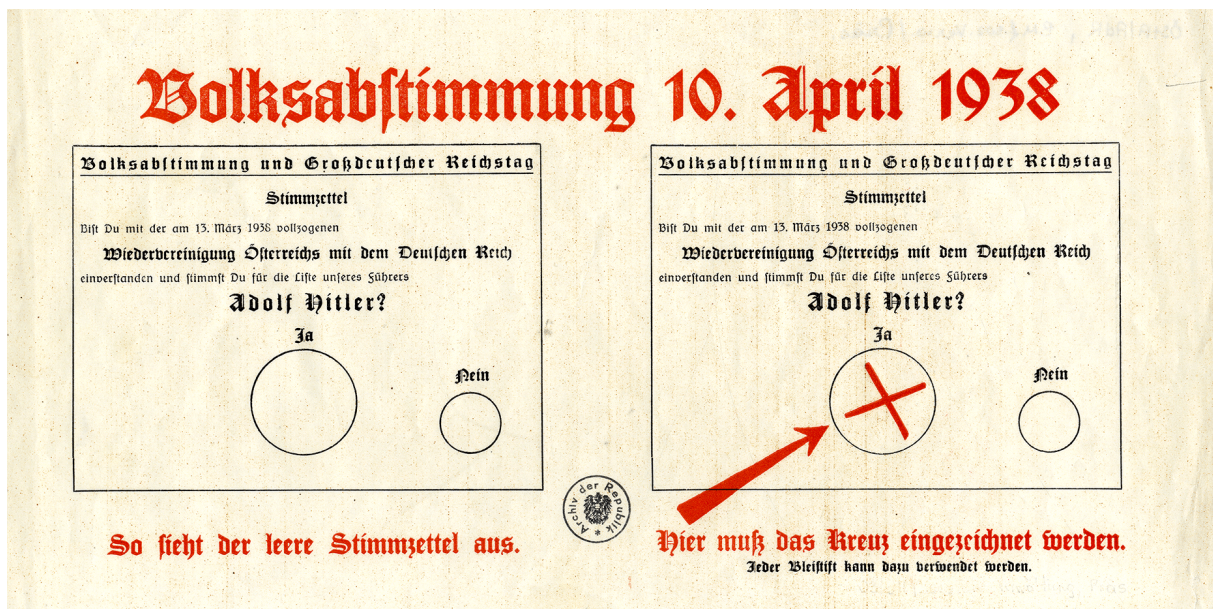 Volksabstimmung 10. April 1938
Volksabstimmung und Großdeutscher Reichstag
Stimmzettel
Bist Du mit der am 13. März 1938 vollzogenen
Wiedervereinigung Österreichs mit dem Deutschen Reich
einverstanden und stimmst Du für die Liste unseres Führers
Adolf Hitler?
Ja
Nein
So sieht der leere Stimmzettel aus.
Volksabstimmung und Großdeutscher Reichstag
Stimmzettel
Bist Du mit der am 13. März 1938 vollzogenen
Wiedervereinigung Österreichs mit dem Deutschen Reich
einverstanden und stimmst Du für die Liste unseres Führers
Adolf Hitler?
Ja
Nein
Hier muß das Kreuz eingezeichnet werden.
Jeder Bleistift kann dazu verwendet werden.
Archiv der Republik